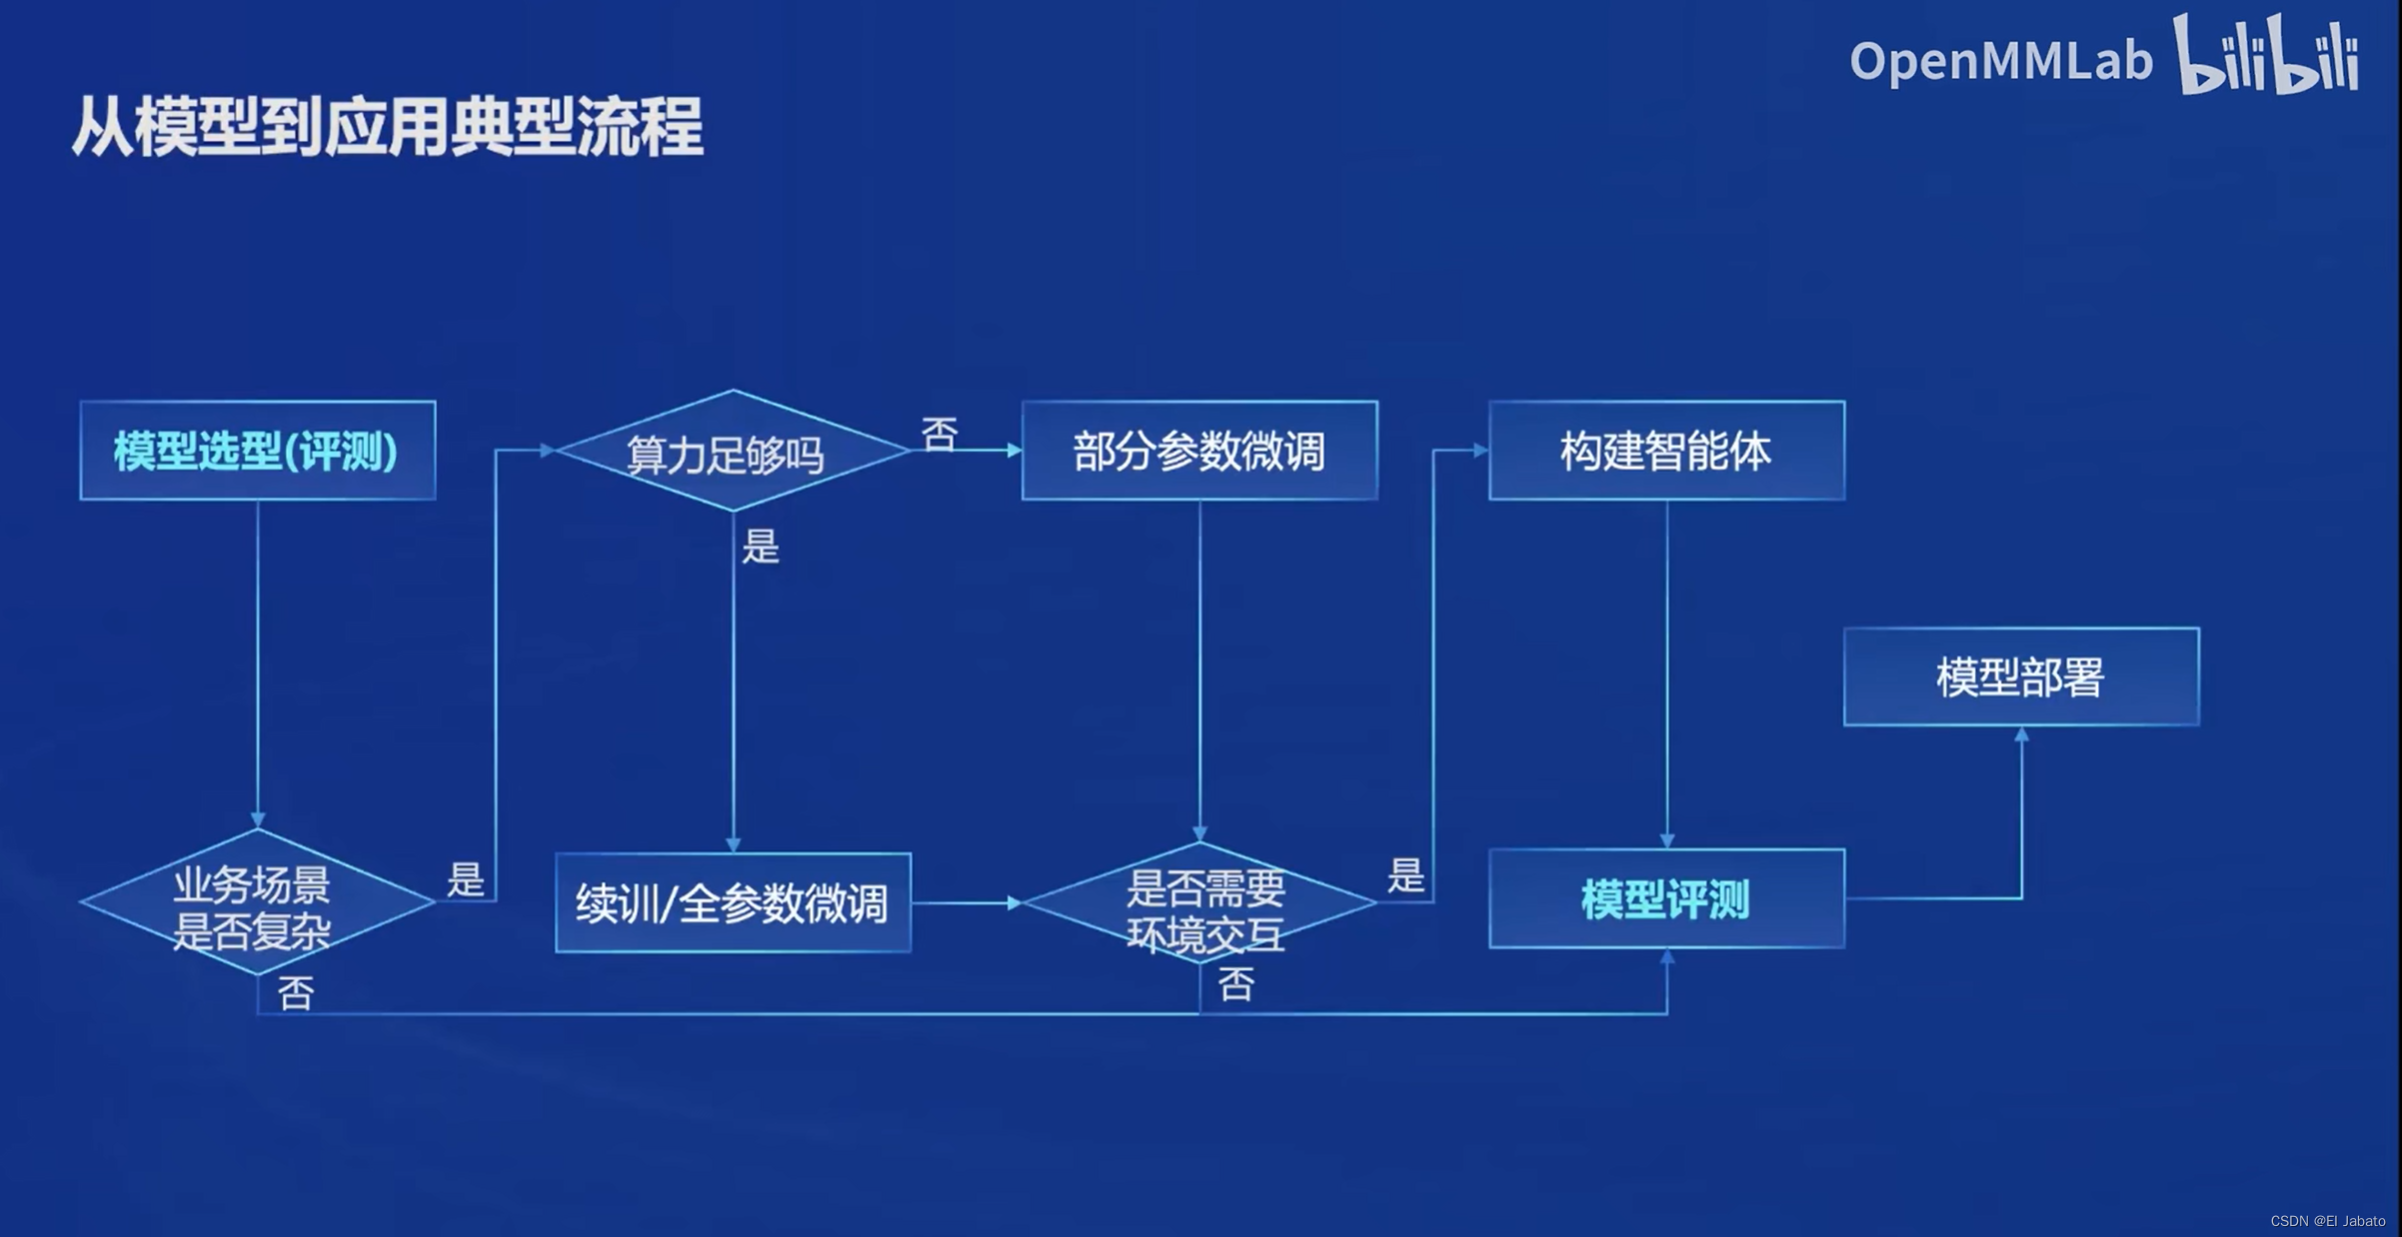 OpenMMLab bilibili
从模型到应用典型流程
模型选型(评测)
算力足够吗
否
部分参数微调
构建智能体
是
模型部署
业务场景
是否复杂
是
续训/全参数微调
是否需要
环境交互
是
模型评测
否
否
CSDN @El Jabato